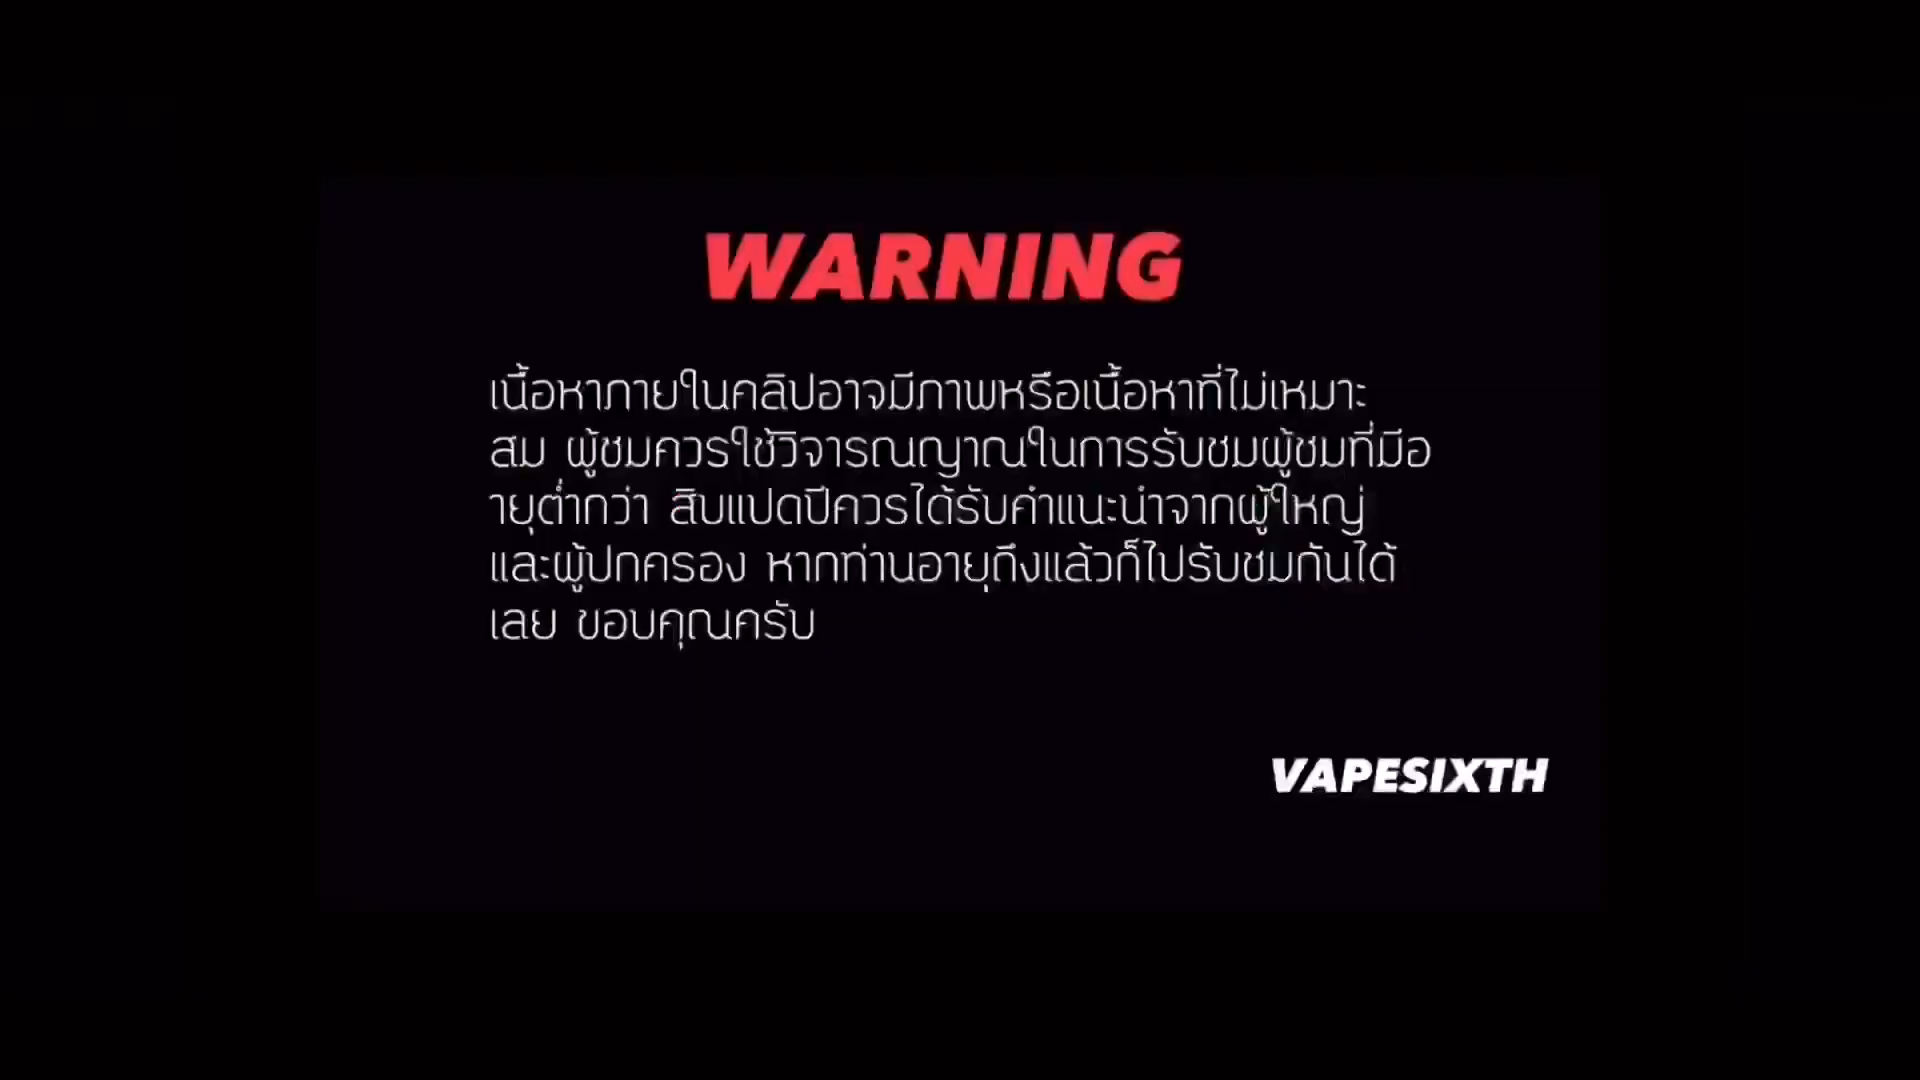 WARNING
เนื้อหาภายในคลิปอาจมีภาพหรือเนื้อหาที่ไม่เหมาะ
สม ผู้ชมควรใช้วิจารณญาณในการรับชมผู้ชมที่มีอ
ายุต่ำกว่า สิบแปดปีควรได้รับคำแนะนำจากผู้ใหญ่
และผู้ปกครอง หากท่านอายุถึงแล้วก็ไปรับชมกันได้
เลย ขอบคุณครับ
VAPESIXTH